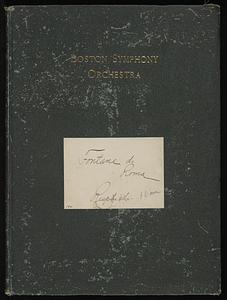 BOSTON SYMPHONY
ORCHESTRA
Fontane di
Roma
Respighi